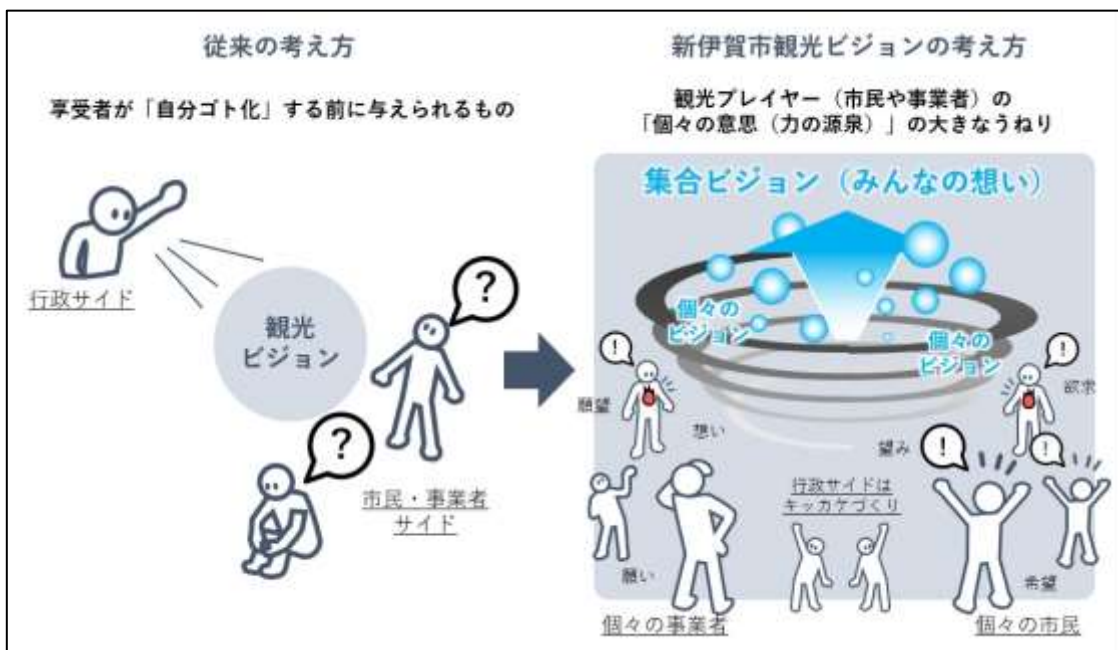 従来の考え方
享受者が「自分ゴト化」する前に与えられるもの
行政サイド
観光
ビジョン
?
?
市民・事業者
サイド
新伊賀市観光ビジョンの考え方
観光プレイヤー（市民や事業者）の
「個々の意思（力の源泉）」の大きなうねり
集合ビジョン（みんなの想い）
個々の
ビジョン
個々の
ビジョン
!
!
願望
欲求
想い
望み
!
!
行政サイドは
キッカケづくり
願い
希望
個々の事業者
個々の市民